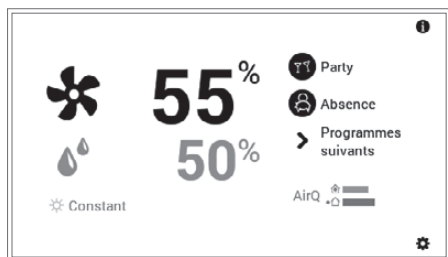 55%
50%
Constant
Party
Absence
Programmes
suivants
AirQ